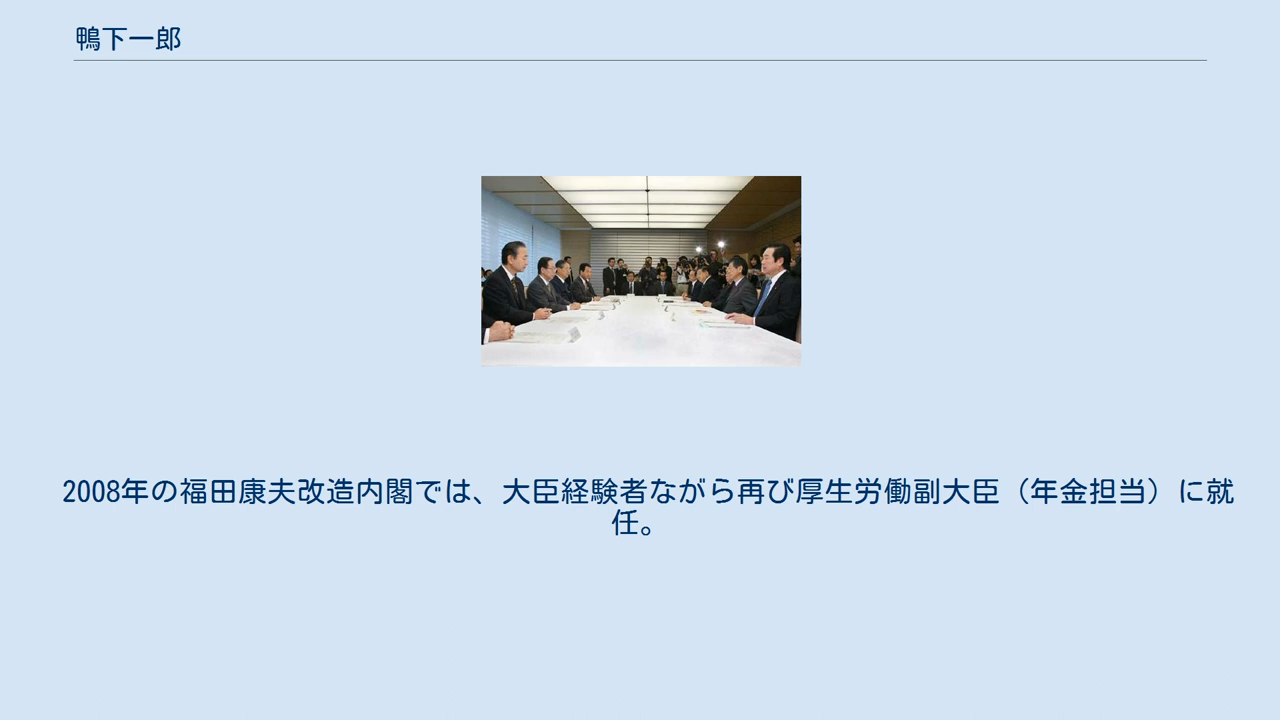 鴨下一郎
2008年の福田康夫改造内閣では、大臣経験者ながら再び厚生労働副大臣（年金担当）に就
任。